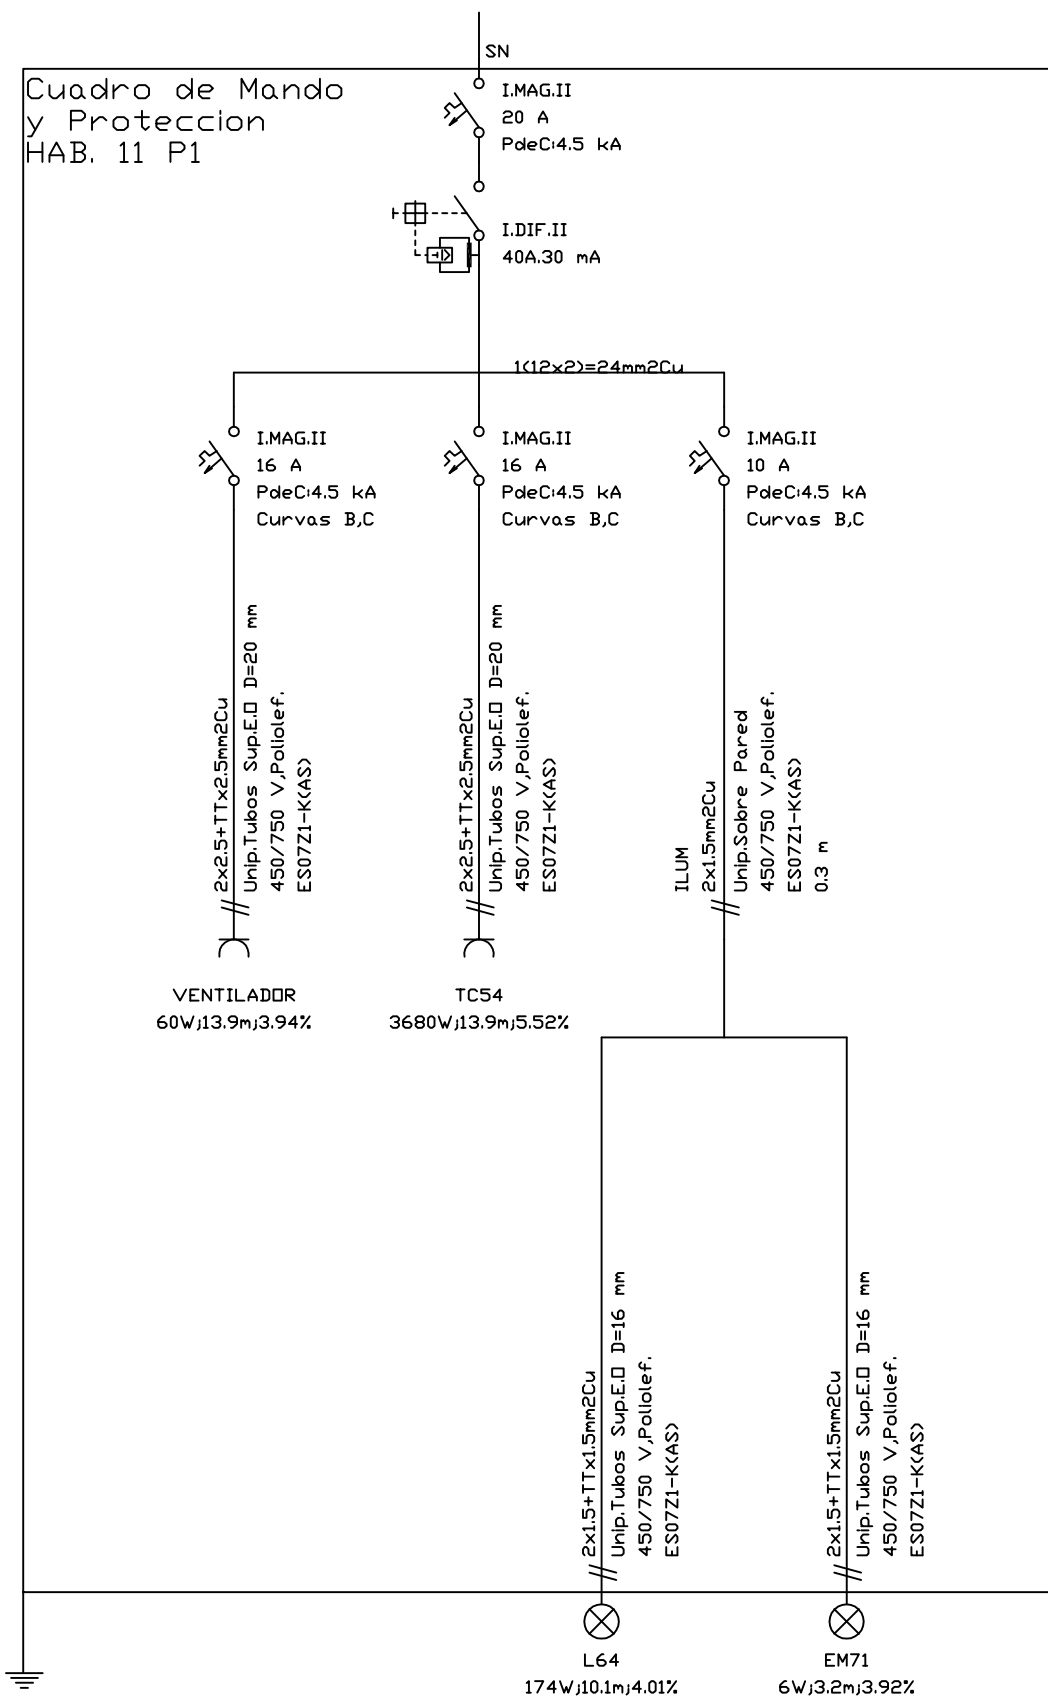 SN
Cuadro de Mando
y Proteccion
HAB. 11 P1
I.MAG.II
20 A
PdeC:4.5 kA
I.DIF.II
40A.30 mA
1(12x2)=24mm2Cu
I.MAG.II
16 A
PdeC:4.5 kA
Curvas B,C
I.MAG.II
16 A
PdeC:4.5 kA
Curvas B,C
I.MAG.II
10 A
PdeC:4.5 kA
Curvas B,C
2x2.5+TTx2.5mm2Cu
Unip.Tubos Sup.E.O D=20 mm
450/750 V,Poliolef.
ES07Z1-K(AS)
2x2.5+TTx2.5mm2Cu
Unip.Tubos Sup.E.O D=20 mm
450/750 V,Poliolef.
ES07Z1-K(AS)
ILUM
2x1.5mm2Cu
Unip.Sobre Pared
450/750 V,Poliolef.
ES07Z1-K(AS)
0.3 m
VENTILADOR
60W;13.9m;3.94%
TC54
3680W;13.9m;5.52%
2x1.5+TTx1.5mm2Cu
Unip.Tubos Sup.E.O D=16 mm
450/750 V,Poliolef.
ES07Z1-K(AS)
2x1.5+TTx1.5mm2Cu
Unip.Tubos Sup.E.O D=16 mm
450/750 V,Poliolef.
ES07Z1-K(AS)
L64
174W;10.1m;4.01%
EM71
6W;3.2m;3.92%